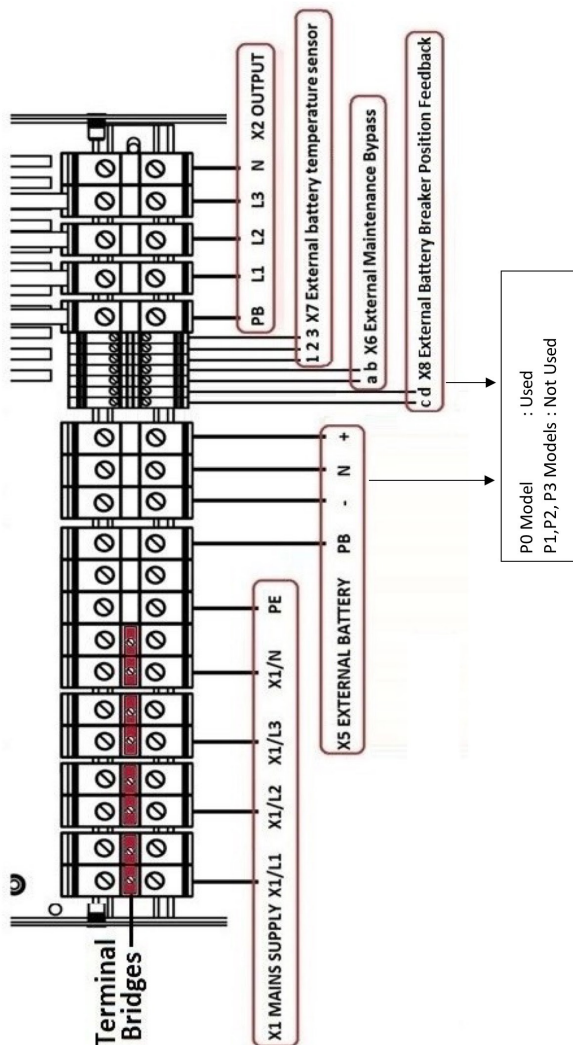 Terminal
Bridges
X1 MAINS SUPPLY X1/L1 X1/L2 X1/L3 X1/N PE
X5 EXTERNAL BATTERY PB - N +
PB L1 L2 L3 N X2 OUTPUT
1 2 3 X7 External battery temperature sensor
a b X6 External Maintenance Bypass
c d X8 External Battery Breaker Position Feedback
P0 Model : Used
P1,P2, P3 Models : Not Used